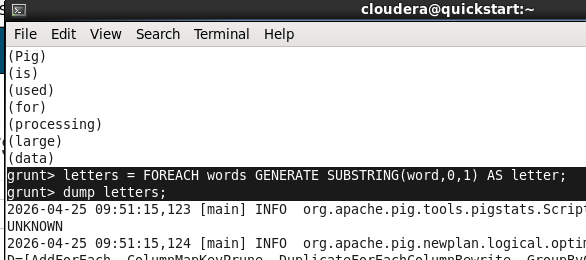 cloudera@quickstart:~
File Edit View Search Terminal Help
(Pig)
(is)
(used)
(for)
(processing)
(large)
(data)
grunt> letters = FOREACH words GENERATE SUBSTRING(word,0,1) AS letter;
grunt> dump letters;
2026-04-25 09:51:15,123 [main] INFO  org.apache.pig.tools.pigstats.Script
UNKNOWN
2026-04-25 09:51:15,124 [main] INFO  org.apache.pig.newplan.logical.optim
D=[AddForEach, ColumnMapKeyPrune, DuplicateForEachColumnRewrite, GroupBy